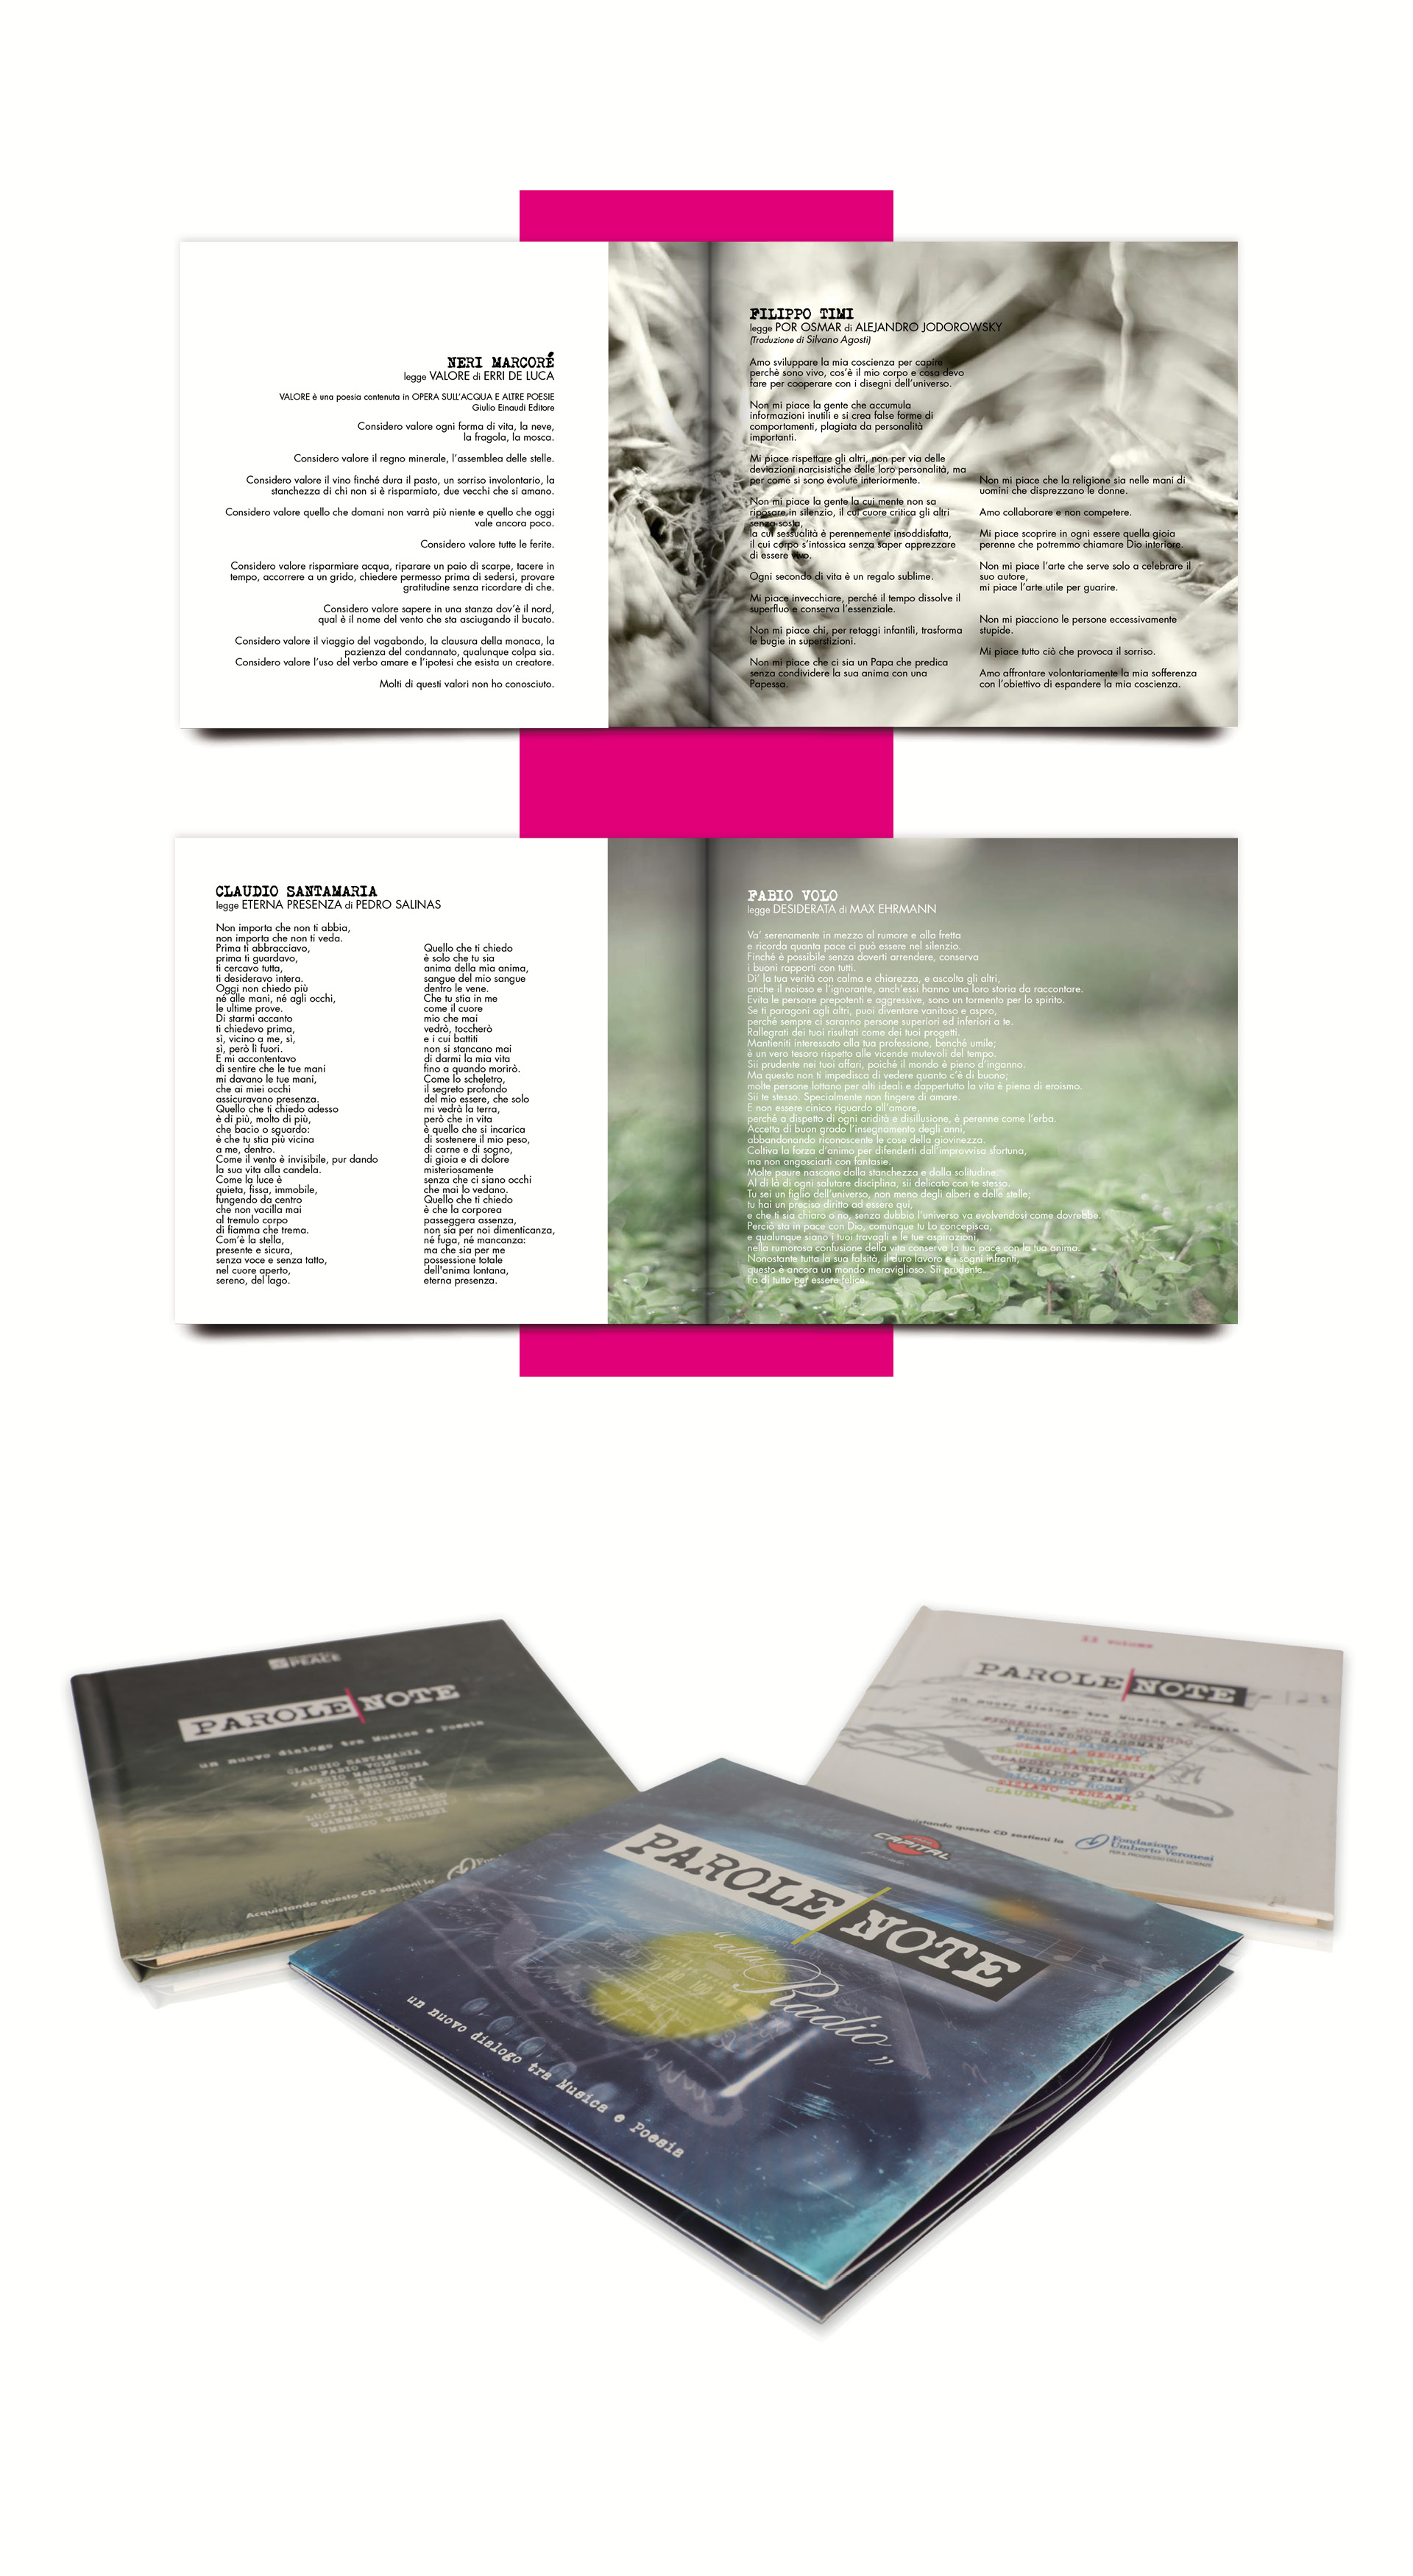 NERI MARCORÉ
legge VALORE di ERRI DE LUCA
VALORE è una poesia contenuta in OPERA SULL'ACQUA E ALTRE POESIE
Giulio Einaudi Editore
Considero valore ogni forma di vita, la neve,
la fragola, la mosca.
Considero valore il regno minerale, l'assemblea delle stelle.
Considero valore il vino finché dura il pasto, un sorriso involontario, la
stanchezza di chi non si è risparmiato, due vecchi che si amano.
Considero valore quello che domani non varrà più niente e quello che oggi
vale ancora poco.
Considero valore tutte le ferite.
Considero valore risparmiare acqua, riparare un paio di scarpe, tacere in
tempo, accorrere a un grido, chiedere permesso prima di sedersi, provare
gratitudine senza ricordare di che.
Considero valore sapere in una stanza dov'è il nord,
qual è il nome del vento che sta asciugando il bucato.
Considero valore il viaggio del vagabondo, la clausura della monaca, la
pazienza del condannato, qualunque colpa sia.
Considero valore l'uso del verbo amare e l'ipotesi che esista un creatore.
Molti di questi valori non ho conosciuto.
FILIPPO TIMI
legge POR OSMAR di ALEJANDRO JODOROWSKY
(Traduzione di Silvano Agosti)
Amo sviluppare la mia coscienza per capire
perchè sono vivo, cos'è il mio corpo e cosa devo
fare per cooperare con i disegni dell'universo.
Non mi piace la gente che accumula
informazioni inutili e si crea false forme di
comportamenti, plagiata da personalità
importanti.
Mi piace rispettare gli altri, non per via delle
deviazioni narcisistiche delle loro personalità, ma
per come si sono evolute interiormente.
Non mi piace la gente la cui mente non sa
riposare in silenzio, il cui cuore critica gli altri
senza sosta,
la cui sessualità è perennemente insoddisfatta,
il cui corpo s'intossica senza saper apprezzare
di essere vivo.
Ogni secondo di vita è un regalo sublime.
Mi piace invecchiare, perché il tempo dissolve il
superfluo e conserva l'essenziale.
Non mi piace chi, per retaggi infantili, trasforma
le bugie in superstizioni.
Non mi piace che ci sia un Papa che predica
senza condividere la sua anima con una
Papessa.
Non mi piace che la religione sia nelle mani di
uomini che disprezzano le donne.
Amo collaborare e non competere.
Mi piace scoprire in ogni essere quella gioia
perenne che potremmo chiamare Dio interiore.
Non mi piace l'arte che serve solo a celebrare il
suo autore,
mi piace l'arte utile per guarire.
Non mi piacciono le persone eccessivamente
stupide.
Mi piace tutto ciò che provoca il sorriso.
Amo affrontare volontariamente la mia sofferenza
con l'obiettivo di espandere la mia coscienza.
CLAUDIO SANTAMARIA
legge ETERNA PRESENZA di PEDRO SALINAS
Non importa che non ti abbia,
non importa che non ti veda.
Prima ti abbracciavo,
prima ti guardavo,
ti cercavo tutta,
ti desideravo intera.
Oggi non chiedo più
né alle mani, né agli occhi,
le ultime prove.
Di starmi accanto
ti chiedevo prima,
sì, vicino a me, sì,
sì, però lì fuori.
E mi accontentavo
di sentire che le tue mani
mi davano le tue mani,
che ai miei occhi
assicuravano presenza.
Quello che ti chiedo adesso
è di più, molto di più,
che bacio o sguardo:
è che tu stia più vicina
a me, dentro.
Come il vento è invisibile, pur dando
la sua vita alla candela.
Come la luce è
quieta, fissa, immobile,
fungendo da centro
che non vacilla mai
al tremulo corpo
di fiamma che trema.
Com'è la stella,
presente e sicura,
senza voce e senza tatto,
nel cuore aperto,
sereno, del lago.
Quello che ti chiedo
è solo che tu sia
anima della mia anima,
sangue del mio sangue
dentro le vene.
Che tu stia in me
come il cuore
mio che mai
vedrò, toccherò
e i cui battiti
non si stancano mai
di darmi la mia vita
fino a quando morirò.
Come lo scheletro,
il segreto profondo
del mio essere, che solo
mi vedrà la terra,
però che in vita
è quello che si incarica
di sostenere il mio peso,
di carne e di sogno,
di gioia e di dolore
misteriosamente
senza che ci siano occhi
che mai lo vedano.
Quello che ti chiedo
è che la corporea
passeggera assenza,
non sia per noi dimenticanza,
né fuga, né mancanza:
ma che sia per me
possessione totale
dell'anima lontana,
eterna presenza.
FABIO VOLO
legge DESIDERATA di MAX EHRMANN
Va' serenamente in mezzo al rumore e alla fretta
e ricorda quanta pace ci può essere nel silenzio.
Finché è possibile senza doverti arrendere, conserva
i buoni rapporti con tutti.
Di' la tua verità con calma e chiarezza, e ascolta gli altri,
anche il noioso e l'ignorante, anch'essi hanno una loro storia da raccontare.
Evita le persone prepotenti e aggressive, sono un tormento per lo spirito.
Se ti paragoni agli altri, puoi diventare vanitoso e aspro,
perché sempre ci saranno persone superiori ed inferiori a te.
Rallegrati dei tuoi risultati come dei tuoi progetti.
Mantieniti interessato alla tua professione, benché umile;
è un vero tesoro rispetto alle vicende mutevoli del tempo.
Sii prudente nei tuoi affari, poiché il mondo è pieno d'inganno.
Ma questo non ti impedisca di vedere quanto c'è di buono;
molte persone lottano per alti ideali e dappertutto la vita è piena di eroismo.
Sii te stesso. Specialmente non fingere di amare.
E non essere cinico riguardo all'amore,
perché a dispetto di ogni aridità e disillusione, è perenne come l'erba.
Accetta di buon grado l'insegnamento degli anni,
abbandonando riconoscente le cose della giovinezza.
Coltiva la forza d'animo per difenderti dall'improvvisa sfortuna,
ma non angosciarti con fantasie.
Molte paure nascono dalla stanchezza e dalla solitudine.
Al di là di ogni salutare disciplina, sii delicato con te stesso.
Tu sei un figlio dell'universo, non meno degli alberi e delle stelle;
tu hai un preciso diritto ad essere qui,
e che ti sia chiaro o no, senza dubbio l'universo va evolvendosi come dovrebbe.
Perciò sta in pace con Dio, comunque tu Lo concepisca,
e qualunque siano i tuoi travagli e le tue aspirazioni,
nella rumorosa confusione della vita conserva la tua pace con la tua anima.
Nonostante tutta la sua falsità, il duro lavoro e i sogni infranti,
questo è ancora un mondo meraviglioso. Sii prudente.
Fa di tutto per essere felice.
PEACE
PAROLE NOTE
un nuovo dialogo tra Musica e Poesia
CLAUDIO SANTAMARIA
FABIO VOLO
VALERIO MASTANDREA
UMBERTO VERONESI
Acquistando questo CD sostieni la
II volume
PAROLE NOTE
un nuovo dialogo tra Musica e Poesia
ALESSANDRO GASSMAN
CLAUDIA GERINI
CLAUDIO SANTAMARIA
FILIPPO TIMI
TIZIANO TERZANI
CLAUDIA PANDOLFI
questo CD sostieni la
Fondazione
Umberto Veronesi
PER IL PROGRESSO DELLE SCIENZE
CAPITAL
PAROLE NOTE
"alla
Radio"
un nuovo dialogo tra Musica e Poesia